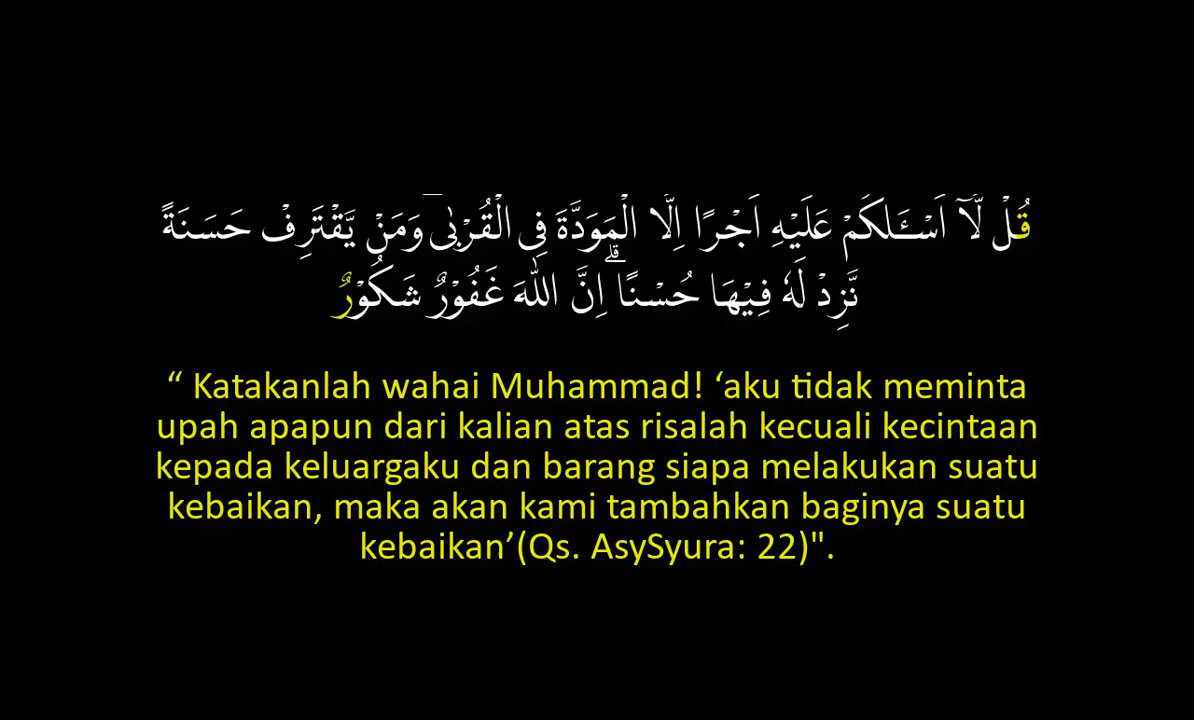 قُلْ لَّآ اَسْـَٔلُكُمْ عَلَيْهِ اَجْرًا اِلَّا الْمَوَدَّةَ فِى الْقُرْبٰىۗ وَمَنْ يَّقْتَرِفْ حَسَنَةً
نَّزِدْ لَهٗ فِيْهَا حُسْنًا ۗاِنَّ اللّٰهَ غَفُوْرٌ شَكُوْرٌ
“ Katakanlah wahai Muhammad! ‘aku tidak meminta
upah apapun dari kalian atas risalah kecuali kecintaan
kepada keluargaku dan barang siapa melakukan suatu
kebaikan, maka akan kami tambahkan baginya suatu
kebaikan’(Qs. AsySyura: 22)".